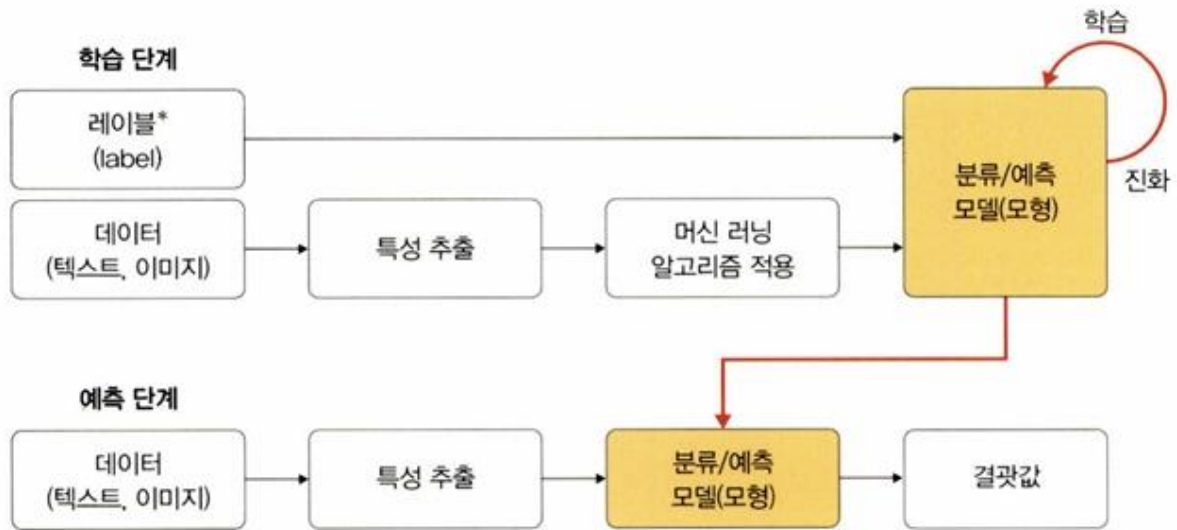 학습
학습 단계
레이블*
(label)
분류/예측
모델(모형)
진화
데이터
(텍스트, 이미지)
특성 추출
머신 러닝
알고리즘 적용
예측 단계
데이터
(텍스트, 이미지)
특성 추출
분류/예측
모델(모형)
결괏값